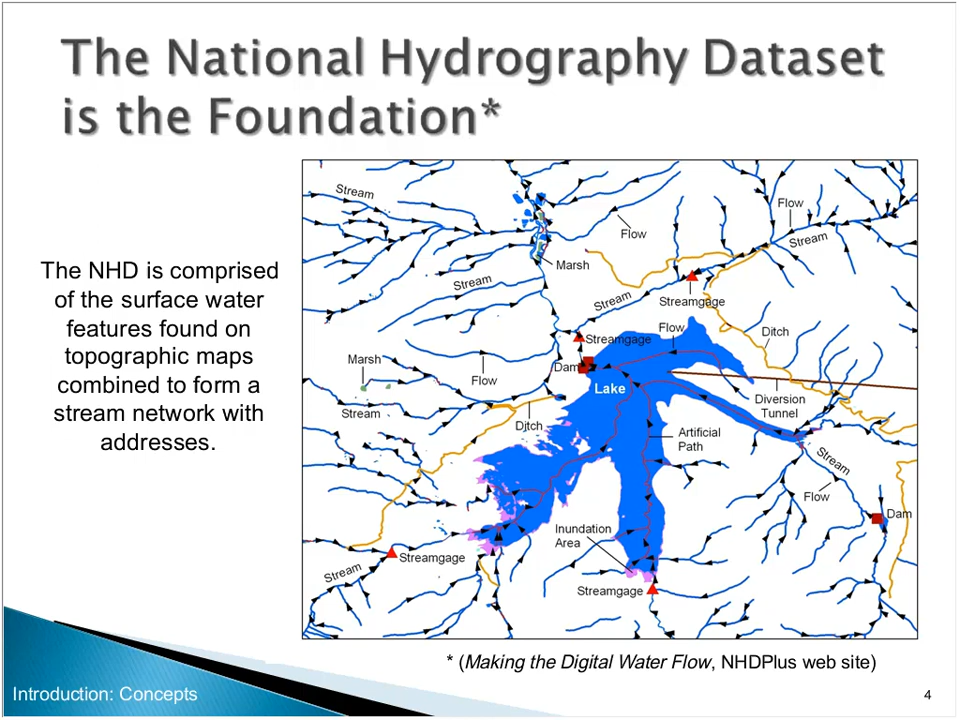 The National Hydrography Dataset
is the Foundation*
The NHD is comprised
of the surface water
features found on
topographic maps
combined to form a
stream network with
addresses.
Stream
Flow
Flow
Stream
Marsh
Stream
Stream
Streamgage
Flow
Ditch
Streamgage
Marsh
Dam
Flow
Lake
Diversion
Tunnel
Stream
Ditch
Artificial
Path
Stream
Flow
Dam
Inundation
Area
Streamgage
Stream
Streamgage
* (Making the Digital Water Flow, NHDPlus web site)
Introduction: Concepts
4